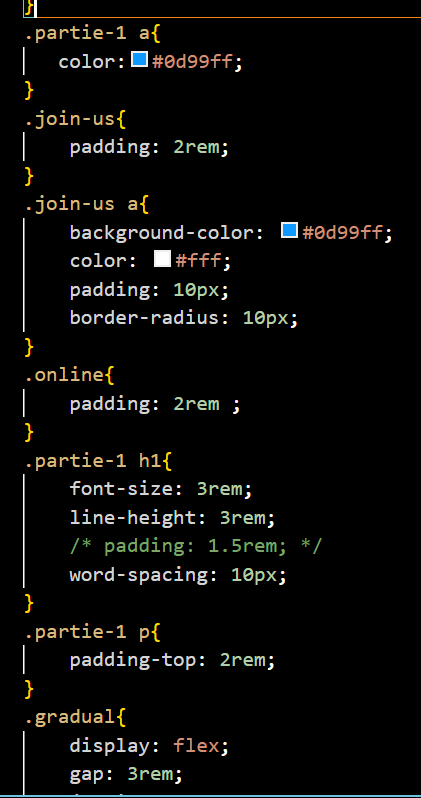 }
.partie-1 a{
   color:#0d99ff;
}
.join-us{
    padding: 2rem;
}
.join-us a{
    background-color: #0d99ff;
    color: #fff;
    padding: 10px;
    border-radius: 10px;
}
.online{
    padding: 2rem ;
}
.partie-1 h1{
    font-size: 3rem;
    line-height: 3rem;
    /* padding: 1.5rem; */
    word-spacing: 10px;
}
.partie-1 p{
    padding-top: 2rem;
}
.gradual{
    display: flex;
    gap: 3rem;